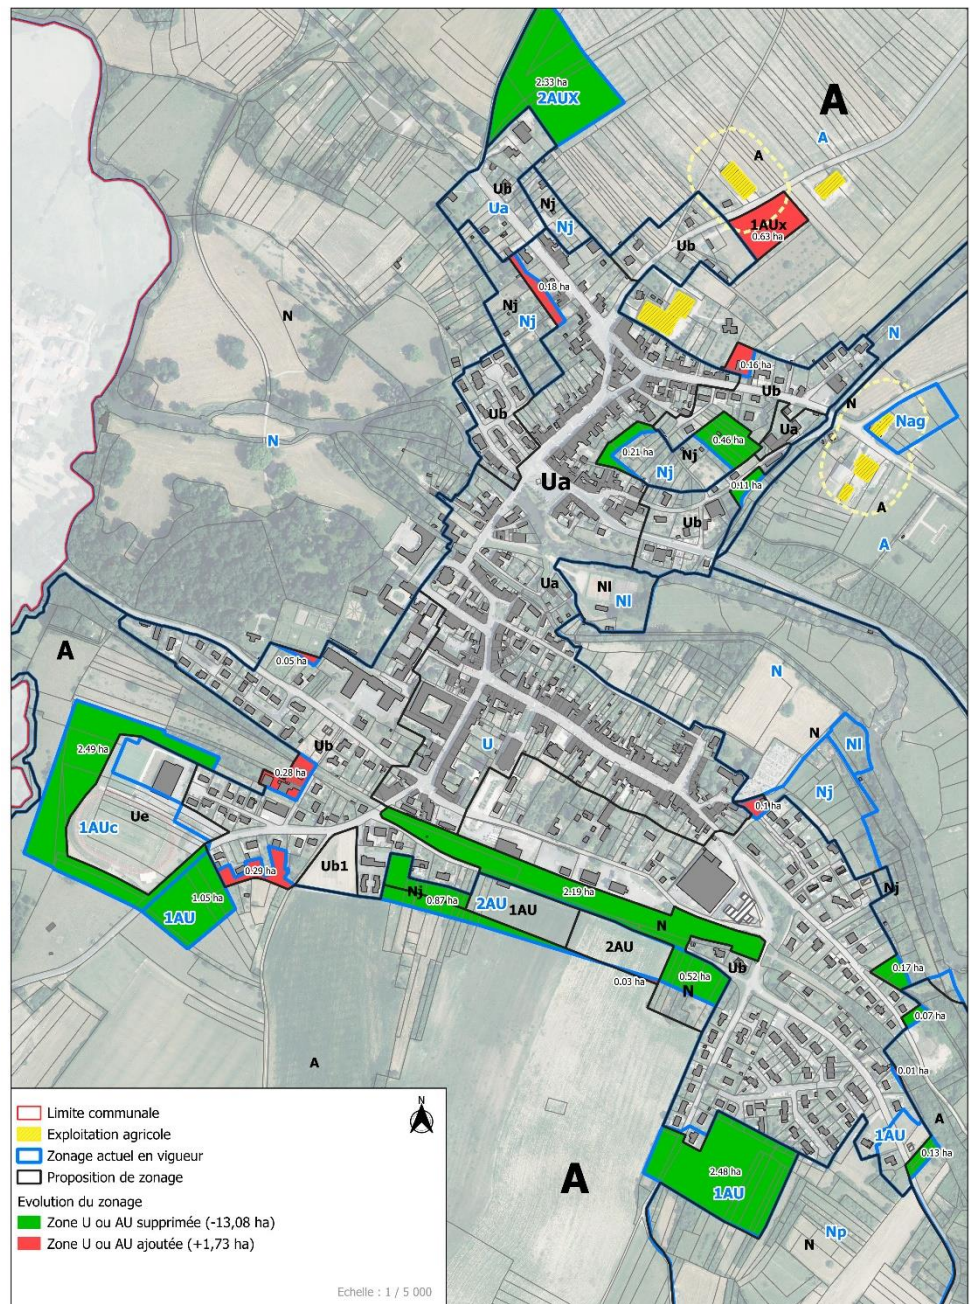 2.33 ha
2AUX
A
A
A
Ub
Ua
Nj
Nj
1AUx
0.63 ha
Ub
0.18 ha
Nj
Nj
N
N
0.16 ha
Ub
N
Nag
Ub
Ua
0.46 ha
0.21 ha
Nj
Nj
N
0.11 ha
Ua
Ub
A
A
Ua
Nl
Nl
A
0.05 ha
N
N
Nl
Ub
U
2.49 ha
0.28 ha
Nj
0.1 ha
Ue
1AUc
Ub1
0.29 ha
Nj
1.05 ha
1AU
Nj
0.87 ha
2AU
1AU
2.19 ha
N
2AU
Ub
0.52 ha
0.17 ha
0.03 ha
N
0.07 ha
A
0.01 ha
A
1AU
0.13 ha
A
2.48 ha
1AU
Np
N
N
Limite communale
Exploitation agricole
Zonage actuel en vigueur
Proposition de zonage
Evolution du zonage
Zone U ou AU supprimée (-13,08 ha)
Zone U ou AU ajoutée (+1,73 ha)
Echelle : 1 / 5 000